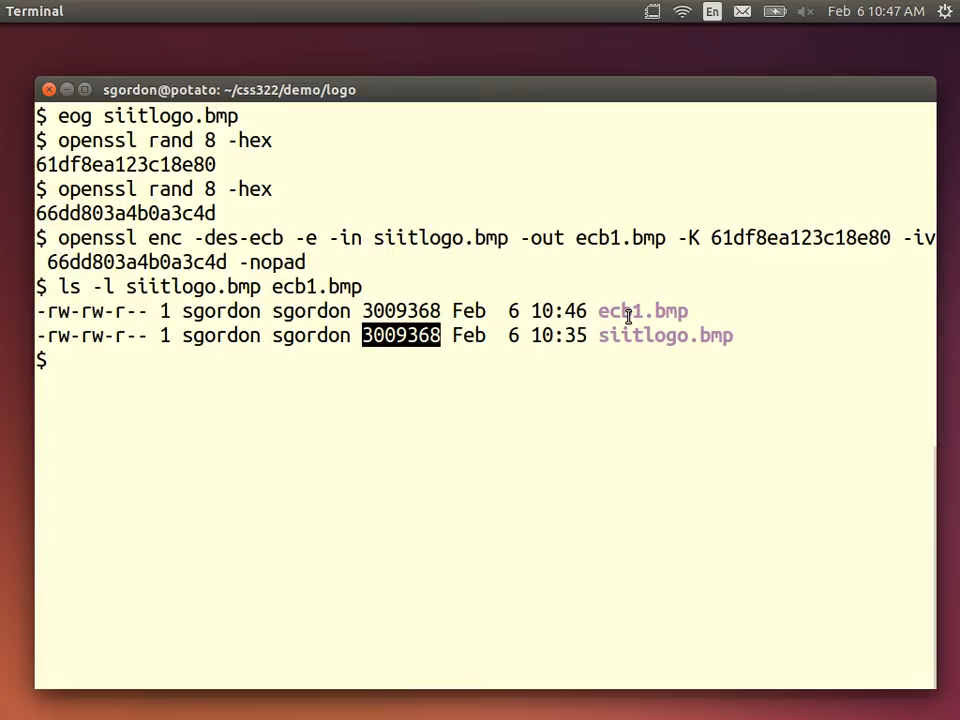 Terminal
En
Feb 6 10:47 AM
sgordon@potato: ~/css322/demo/logo
$ eog siitlogo.bmp
$ openssl rand 8 -hex
61df8ea123c18e80
$ openssl rand 8 -hex
66dd803a4b0a3c4d
$ openssl enc -des-ecb -e -in siitlogo.bmp -out ecb1.bmp -K 61df8ea123c18e80 -iv
 66dd803a4b0a3c4d -nopad
$ ls -l siitlogo.bmp ecb1.bmp
-rw-rw-r-- 1 sgordon sgordon 3009368 Feb  6 10:46 ecb1.bmp
-rw-rw-r-- 1 sgordon sgordon 3009368 Feb  6 10:35 siitlogo.bmp
$